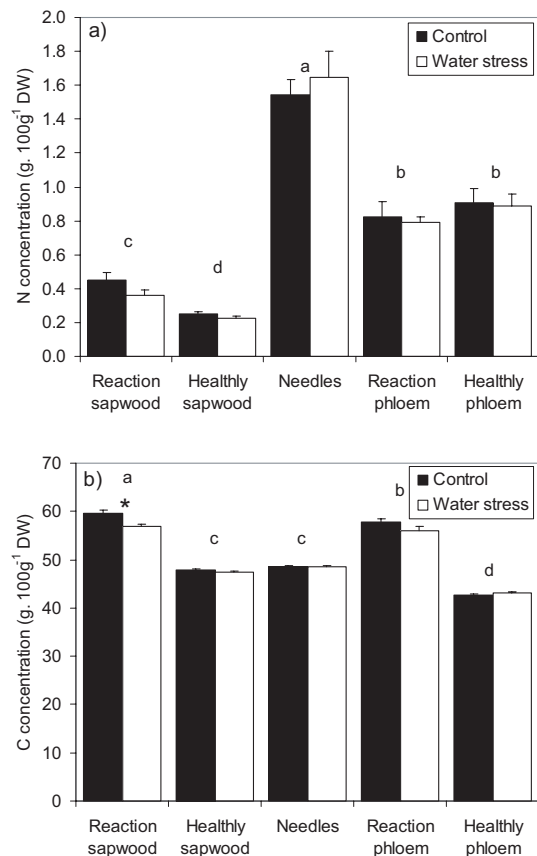 a)
Control
Water stress
N concentration (g. 100g⁻¹ DW)
1.8
1.6
1.4
1.2
1.0
0.8
0.6
0.4
0.2
0.0
c
d
a
b
b
Reaction sapwood
Healthly sapwood
Needles
Reaction phloem
Healthly phloem
b)
Control
Water stress
C concentration (g. 100g⁻¹ DW)
70
60
50
40
30
20
10
0
a
*
c
c
b
d
Reaction sapwood
Healthly sapwood
Needles
Reaction phloem
Healthly phloem